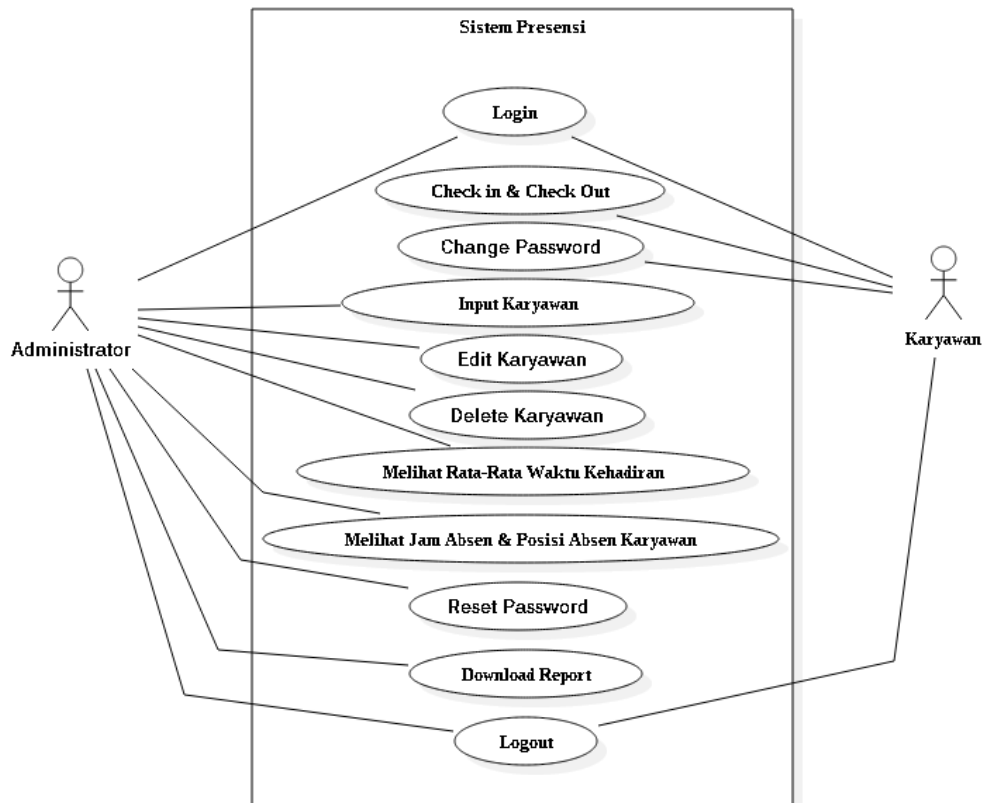 Sistem Presensi
Login
Check in & Check Out
Change Password
Input Karyawan
Administrator
Karyawan
Edit Karyawan
Delete Karyawan
Melihat Rata-Rata Waktu Kehadiran
Melihat Jam Absen & Posisi Absen Karyawan
Reset Password
Download Report
Logout